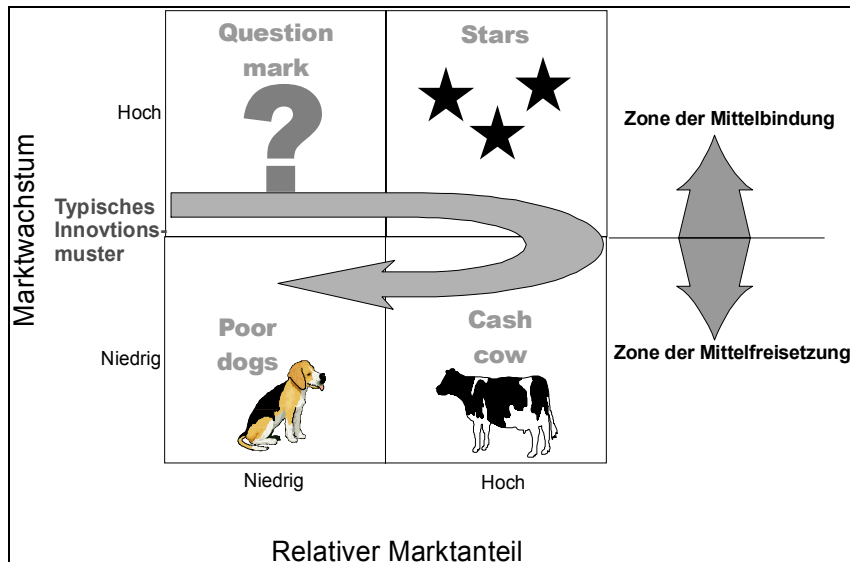 Question
mark
Stars
Hoch
Zone der Mittelbindung
?
Typisches
Innovtions-
muster
Marktwachstum
Poor
dogs
Cash
cow
Niedrig
Zone der Mittelfreisetzung
Niedrig
Hoch
Relativer Marktanteil